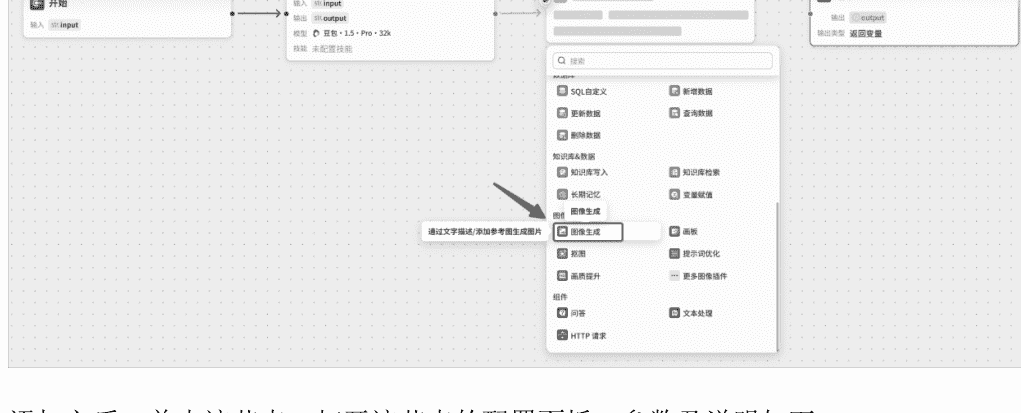 开始
输入 str.input
输入 str.input
输出 str.output
模型 豆包·1.5·Pro·32k
技能 未配置技能
输出 output
输出类型 返回变量
搜索
数据库
SQL自定义 新增数据
更新数据 查询数据
删除数据
知识库&数据
知识库写入 知识库检索
长期记忆 变量赋值
图像生成
通过文字描述/添加参考图生成图片
图像生成 画板
抠图 提示词优化
画质提升 更多图像插件
组件
问答 文本处理
HTTP 请求